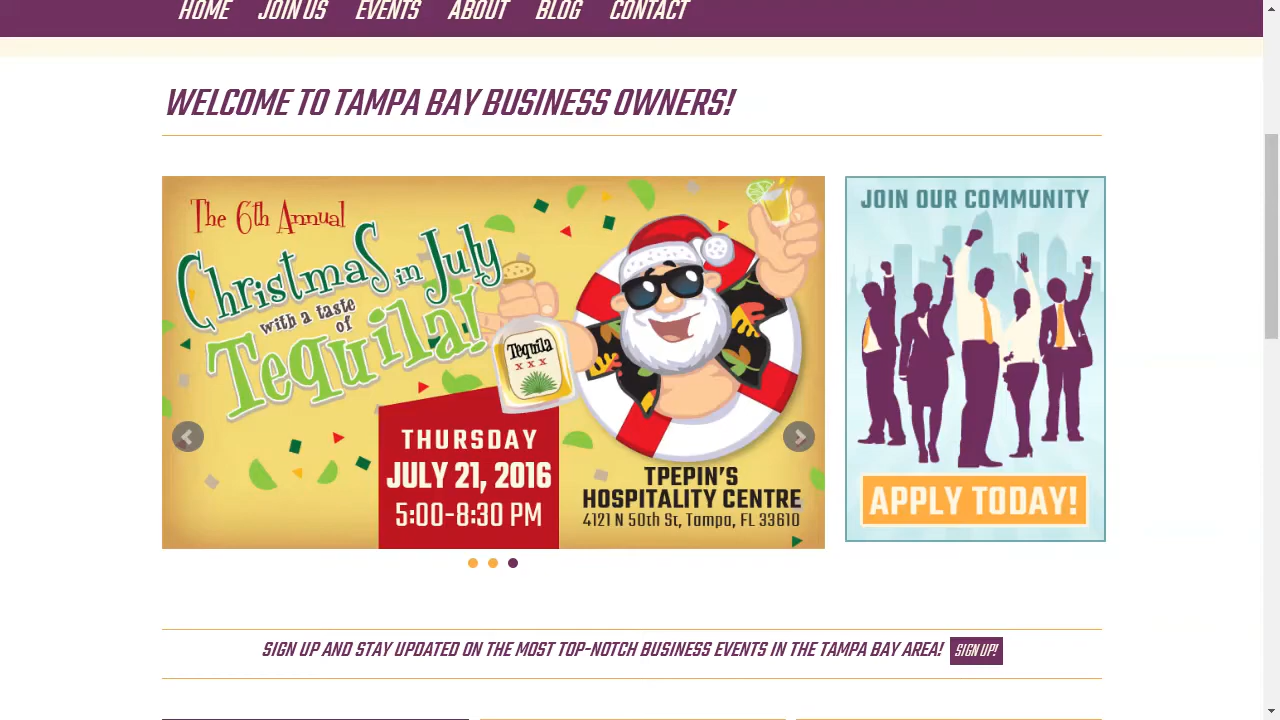 HOME JOIN US EVENTS ABOUT BLOG CONTACT
WELCOME TO TAMPA BAY BUSINESS OWNERS!
The 6th Annual
Christmas in July
with a taste
of
Tequila!
Tequila
XXX
THURSDAY
JULY 21, 2016
5:00-8:30 PM
TPEPIN'S
HOSPITALITY CENTRE
4121 N 50th St, Tampa, FL 33610
JOIN OUR COMMUNITY
APPLY TODAY!
SIGN UP AND STAY UPDATED ON THE MOST TOP-NOTCH BUSINESS EVENTS IN THE TAMPA BAY AREA! SIGN UP!